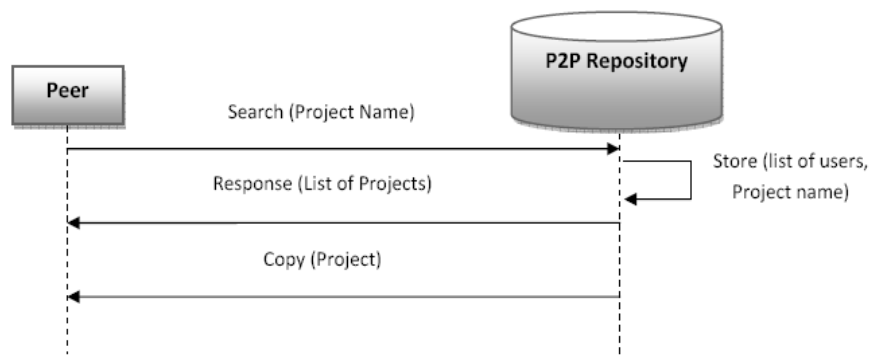 P2P Repository
Peer
Search (Project Name)
Store (list of users,
Project name)
Response (List of Projects)
Copy (Project)